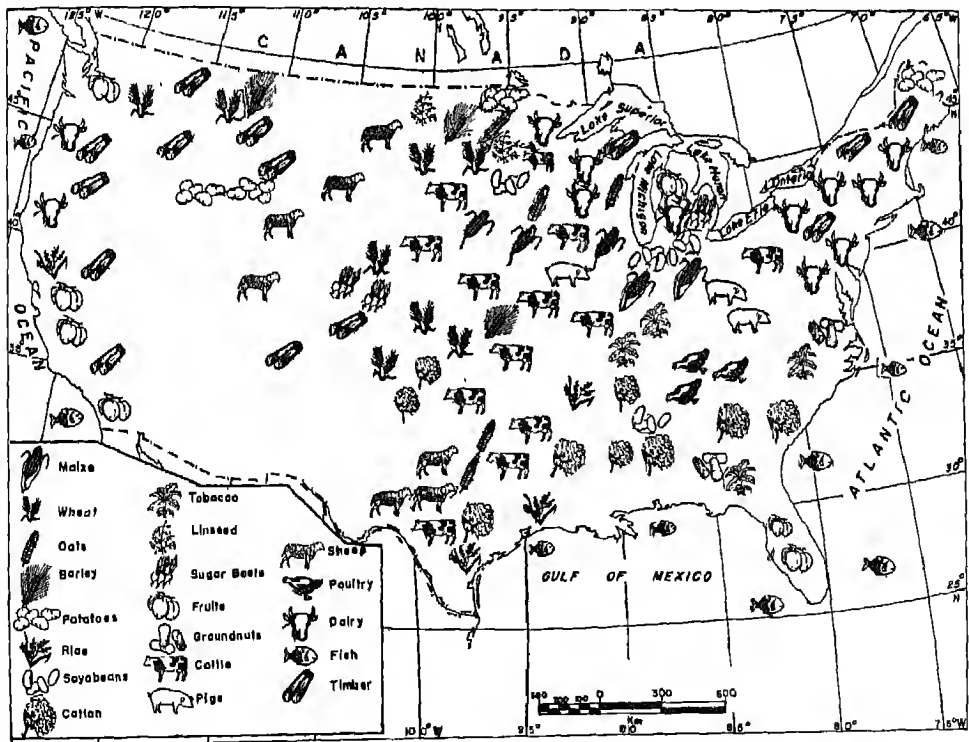 125° W 120° 115° 110° 105° 100° 95° 90° 85° 80° 75° 70° 65° W
C A N A D A
PACIFIC
OCEAN
Lake Superior
Lake Michigan
Lake Huron
L. Ontario
Lake Erie
45°
N
40°
35°
ATLANTIC
OCEAN
30°
25°
N
GULF OF MEXICO
Maize
Wheat
Oats
Barley
Potatoes
Rice
Soyabeans
Cotton
Tobacco
Linseed
Sugar Beets
Fruits
Groundnuts
Cattle
Pigs
Sheep
Poultry
Dairy
Fish
Timber
0 300 600
Km
100° 95° 90° 85° 80° 75° W